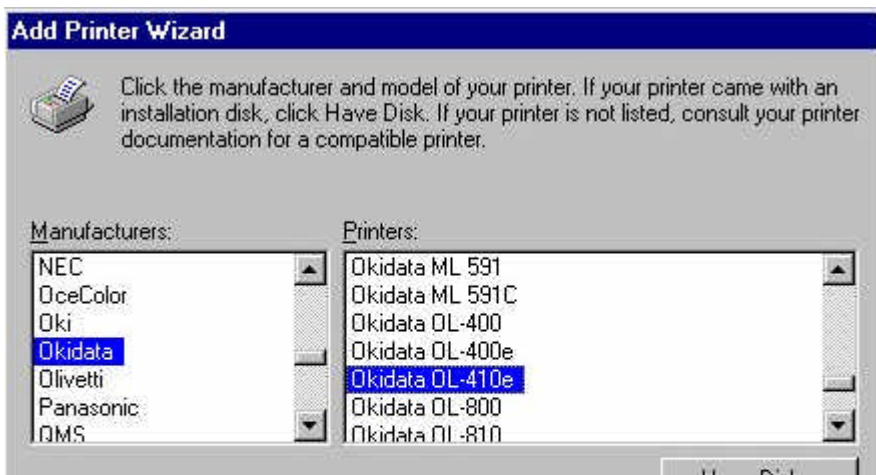 Add Printer Wizard
Click the manufacturer and model of your printer. If your printer came with an
installation disk, click Have Disk. If your printer is not listed, consult your printer
documentation for a compatible printer.
Manufacturers:
NEC
OceColor
Oki
Okidata
Olivetti
Panasonic
QMS
Printers:
Okidata ML 591
Okidata ML 591C
Okidata OL-400
Okidata OL-400e
Okidata OL-410e
Okidata OL-800
Okidata OL-810